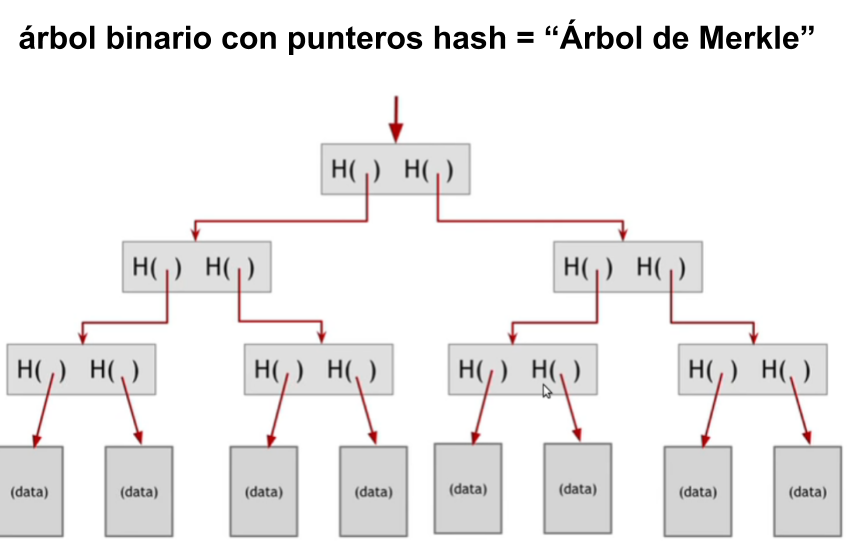 árbol binario con punteros hash = “Árbol de Merkle”
H( ) H( )
H( ) H( ) H( ) H( )
H( ) H( ) H( ) H( ) H( ) H( ) H( ) H( )
(data) (data) (data) (data) (data) (data) (data) (data)